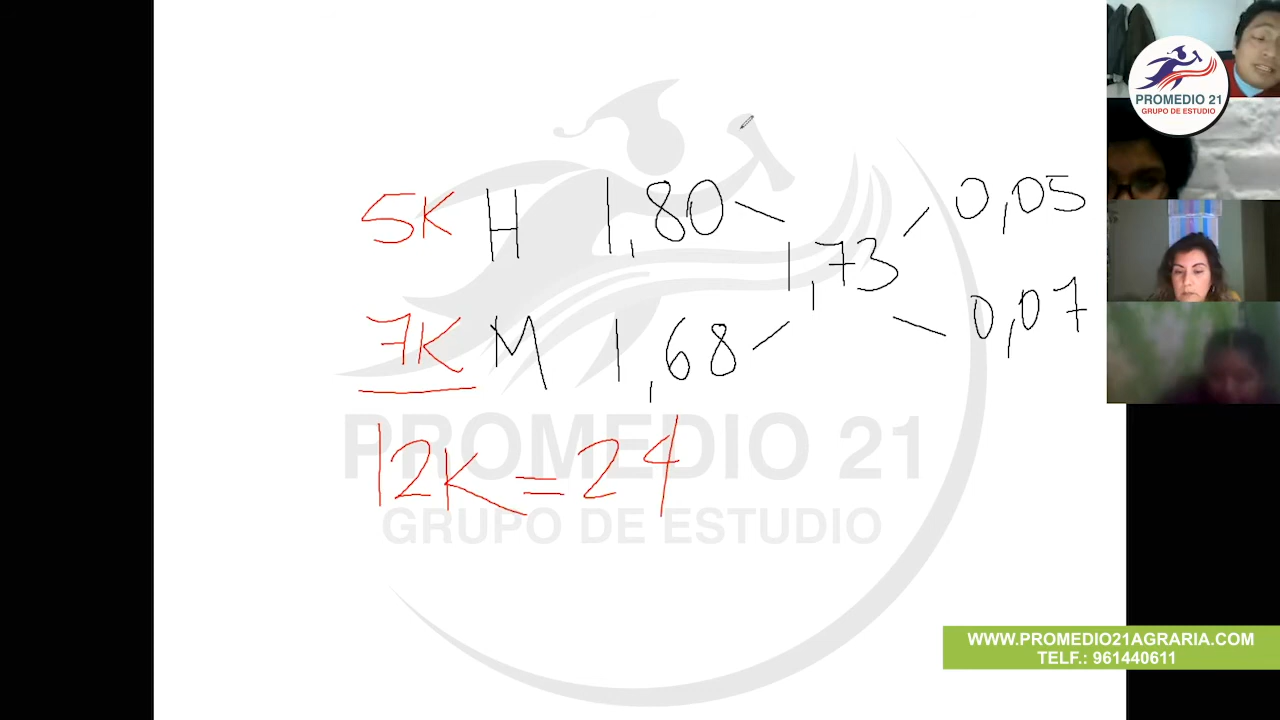 PROMEDIO 21
GRUPO DE ESTUDIO
5K H 1,80
1,73
0,05
7K M 1,68
0,07
12K = 24
PROMEDIO 21
GRUPO DE ESTUDIO
WWW.PROMEDIO21AGRARIA.COM
TELF.: 961440611